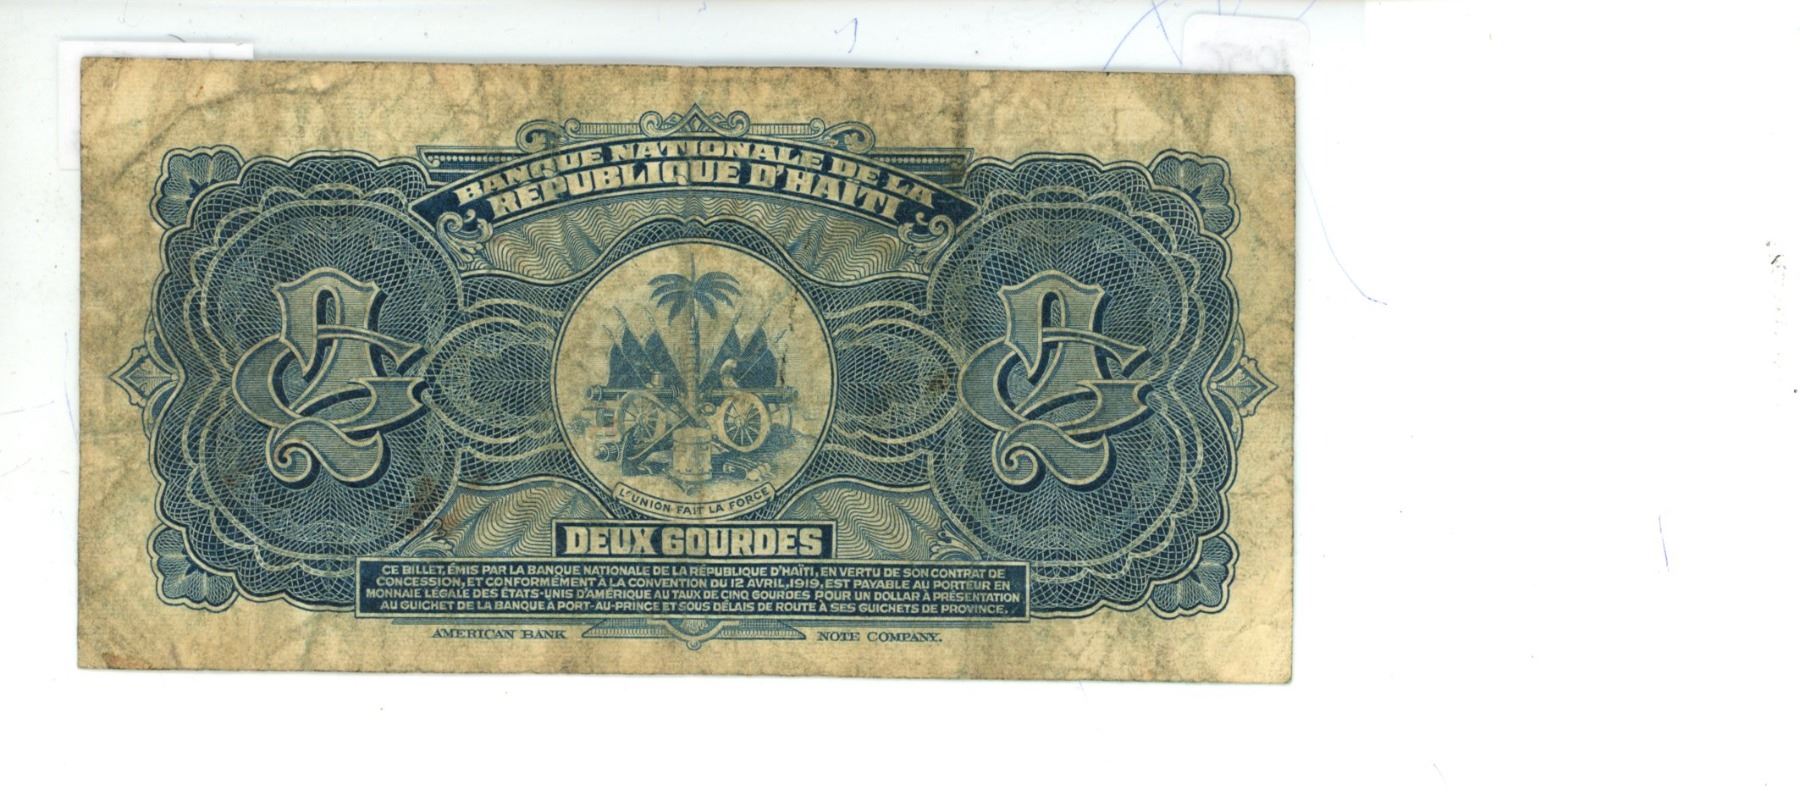 BANQUE NATIONALE DE LA
RÉPUBLIQUE D'HAÏTI
2
2
L'UNION FAIT LA FORCE
DEUX GOURDES
CE BILLET, ÉMIS PAR LA BANQUE NATIONALE DE LA RÉPUBLIQUE D'HAÏTI, EN VERTU DE SON CONTRAT DE
CONCESSION, ET CONFORMÉMENT À LA CONVENTION DU 12 AVRIL, 1919, EST PAYABLE AU PORTEUR EN
MONNAIE LÉGALE DES ÉTATS-UNIS D'AMÉRIQUE AU TAUX DE CINQ GOURDES POUR UN DOLLAR À PRÉSENTATION
AU GUICHET DE LA BANQUE À PORT-AU-PRINCE ET SOUS DÉLAIS DE ROUTE À SES GUICHETS DE PROVINCE.
AMERICAN BANK NOTE COMPANY.